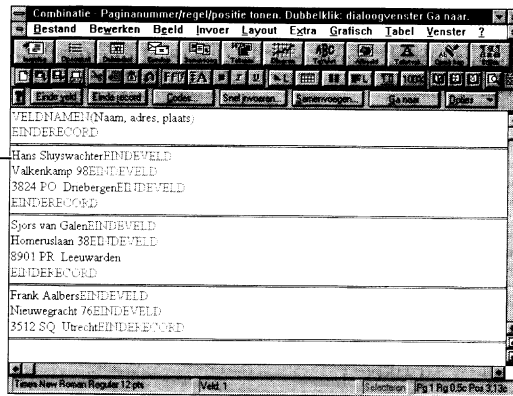 Combinatie - Paginanummer/regel/positie tonen. Dubbelklik: dialoogvenster Ga naar.
Bestand Bewerken Beeld Invoer Layout Extra Grafisch Tabel Venster ?
100%
Einde veld Einde record Codes... Snel invoeren... Samenvoegen... Ga naar Opties
VELDNAMEN(Naam, adres, plaats)
EINDERECORD
Hans SluyswachterEINDEVELD
Valkenkamp 98EINDEVELD
3824 PO DriebergenEINDEVELD
EINDERECORD
Sjors van GalenEINDEVELD
Homeruslaan 38EINDEVELD
8901 PR Leeuwarden
EINDERECORD
Frank AalbersEINDEVELD
Nieuwegracht 76EINDEVELD
3512 SQ UtrechtEINDERECORD
Times New Roman Regular 12 pts Veld: 1 Selecteren Pg 1 Rg 0,5c Pos 3,13c